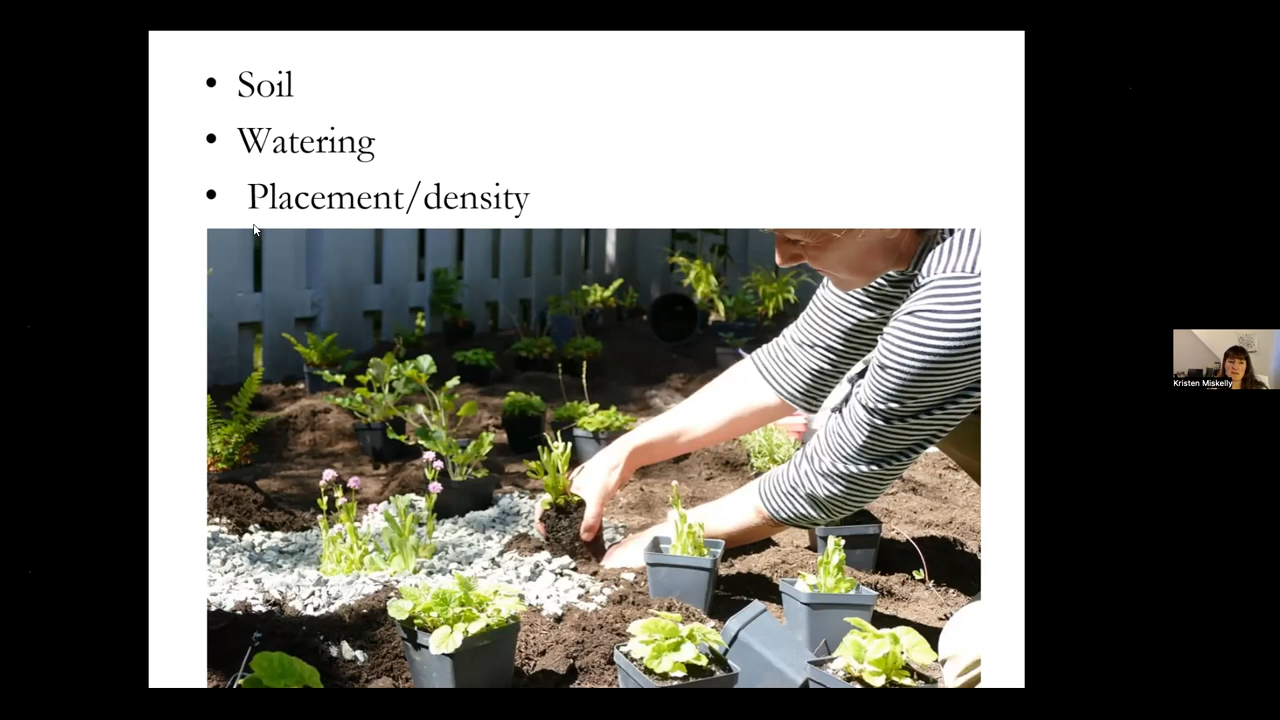 • Soil
• Watering
• Placement/density
Kristen Miskelly